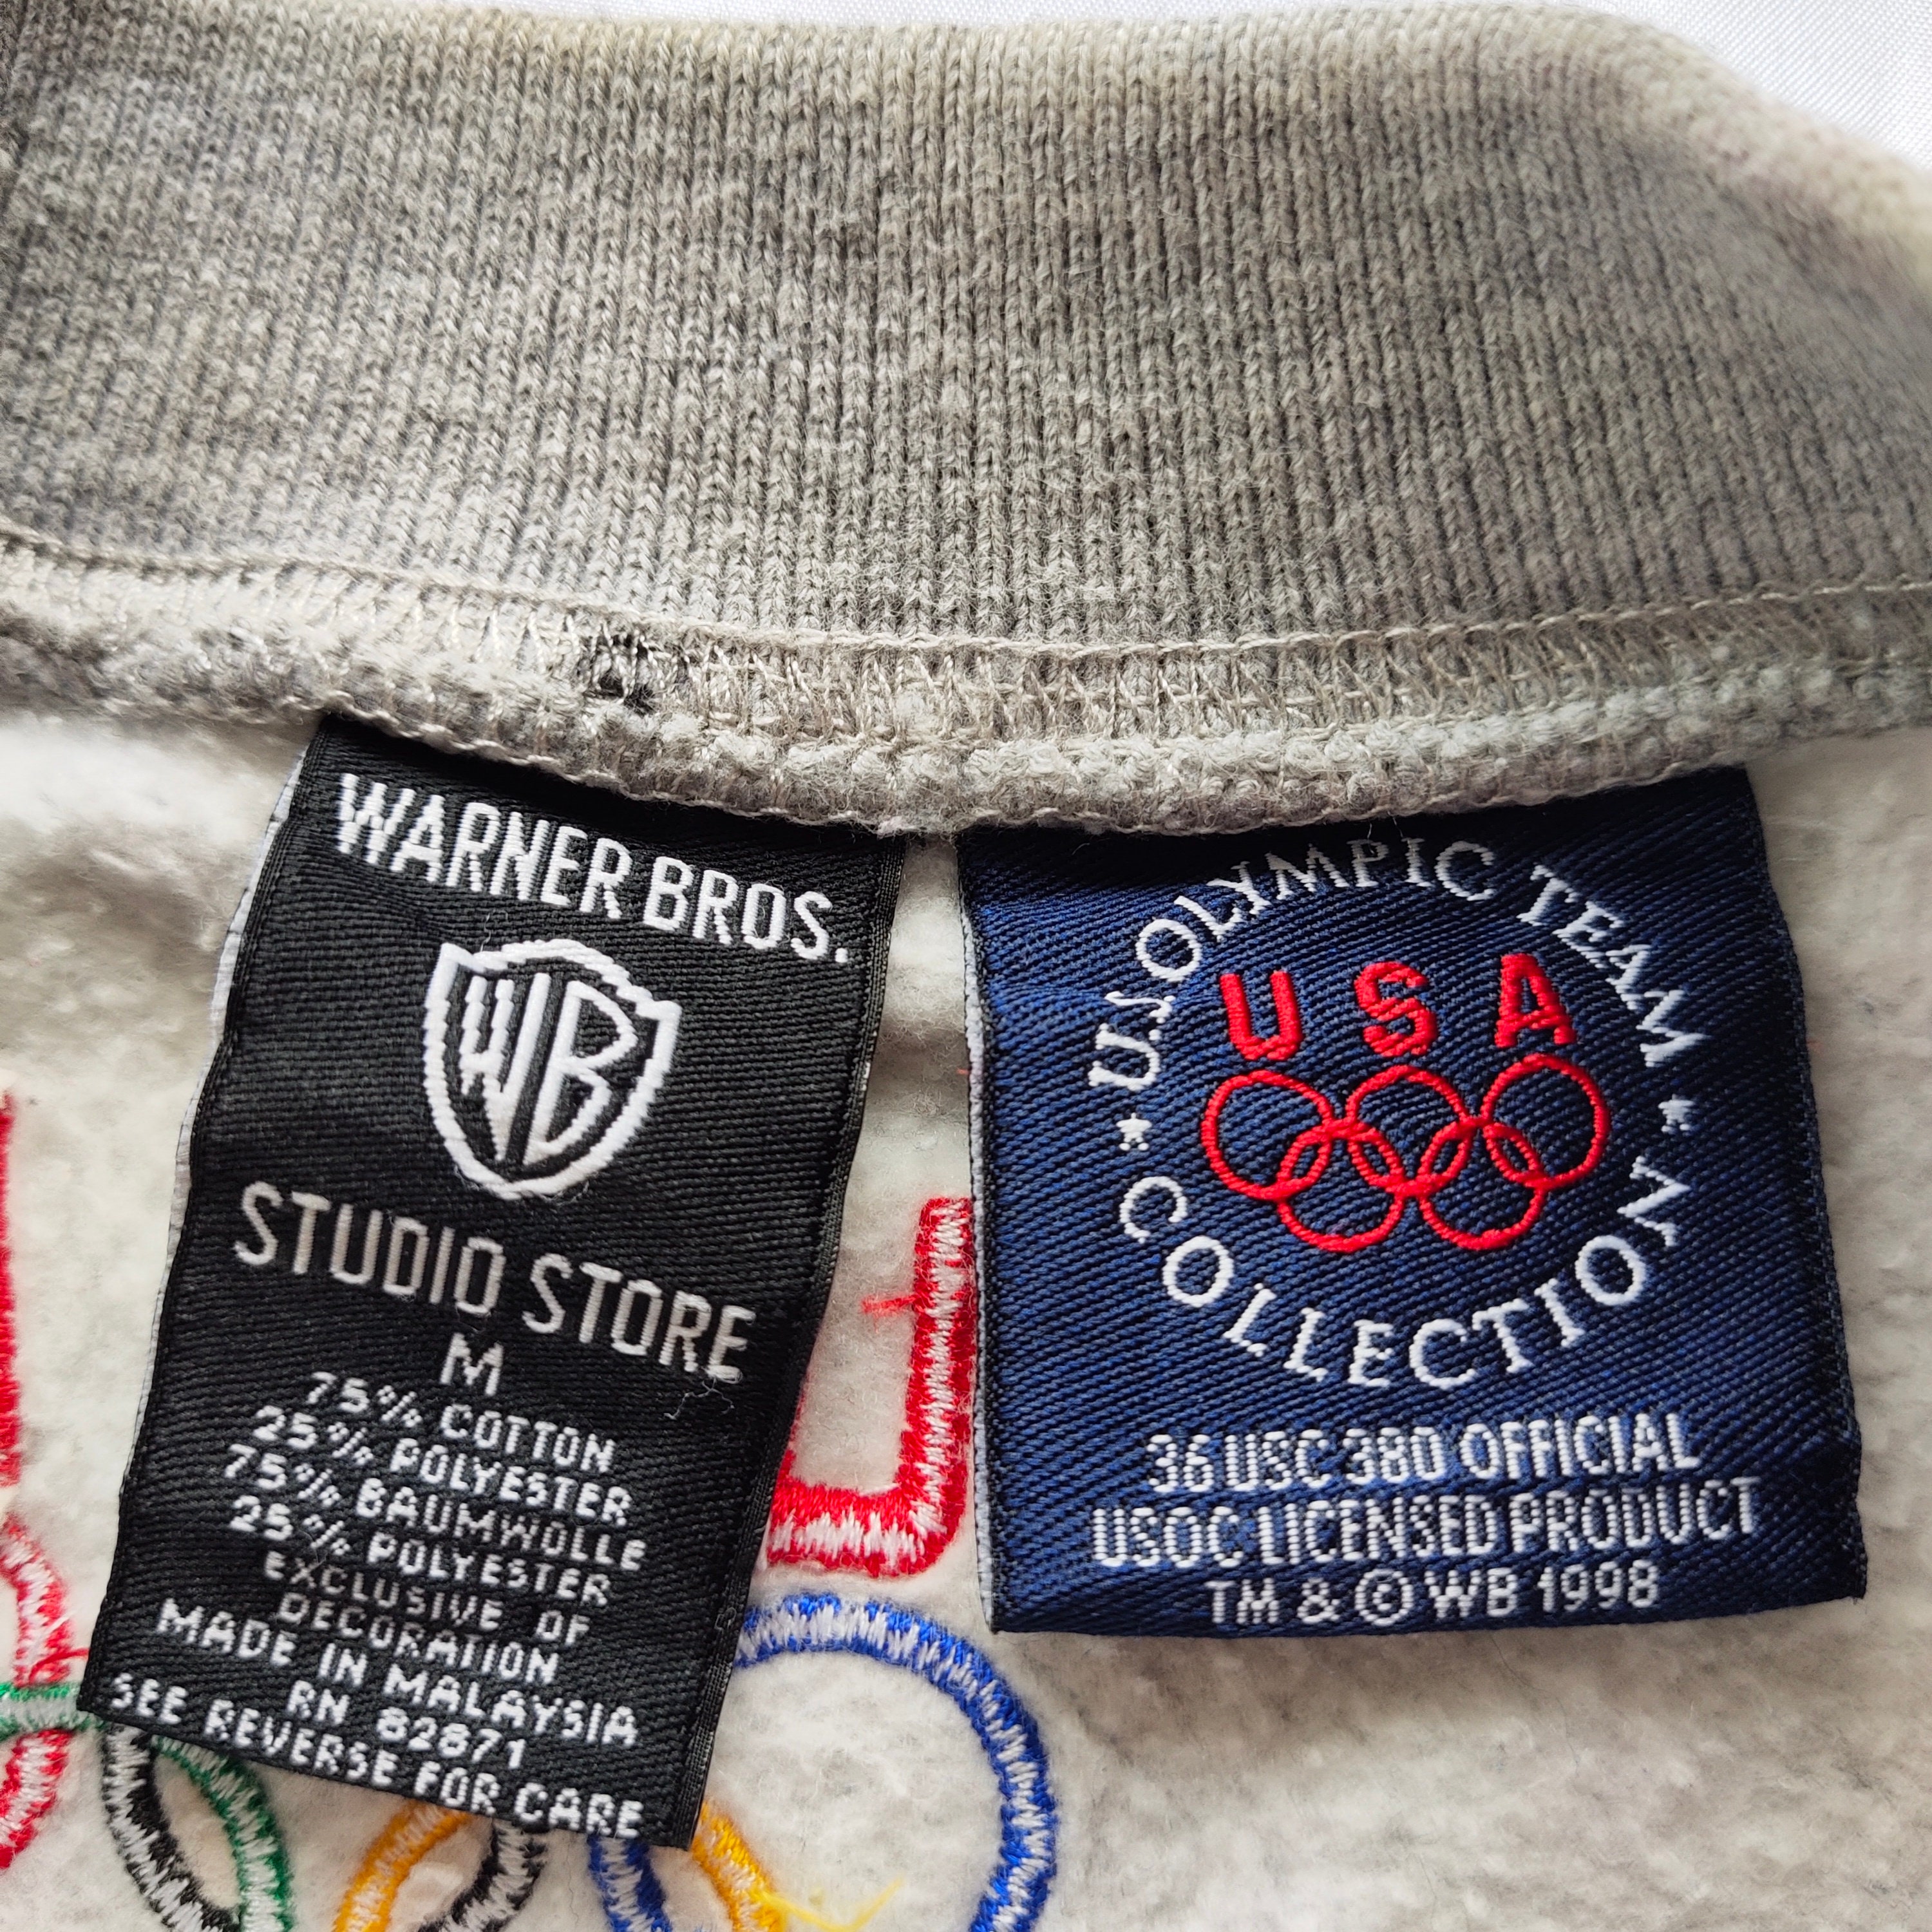 WARNER BROS.
WB
STUDIO STORE
M
75% COTTON
25% POLYESTER
75% BAUMWOLLE
25% POLYESTER
EXCLUSIVE OF
DECORATION
MADE IN MALAYSIA
RN 82871
SEE REVERSE FOR CARE
U.S. OLYMPIC TEAM
USA
★ COLLECTION ★
36 USC 380 OFFICIAL
USOC LICENSED PRODUCT
TM & © WB 1998